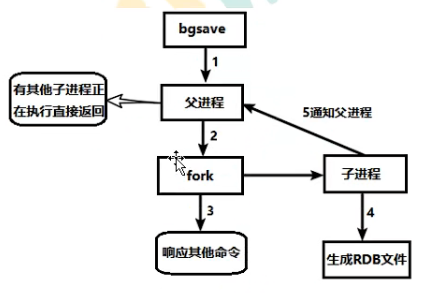 bgsave
1
有其他子进程正
在执行直接返回
父进程
5通知父进程
2
fork
子进程
3
4
响应其他命令
生成RDB文件